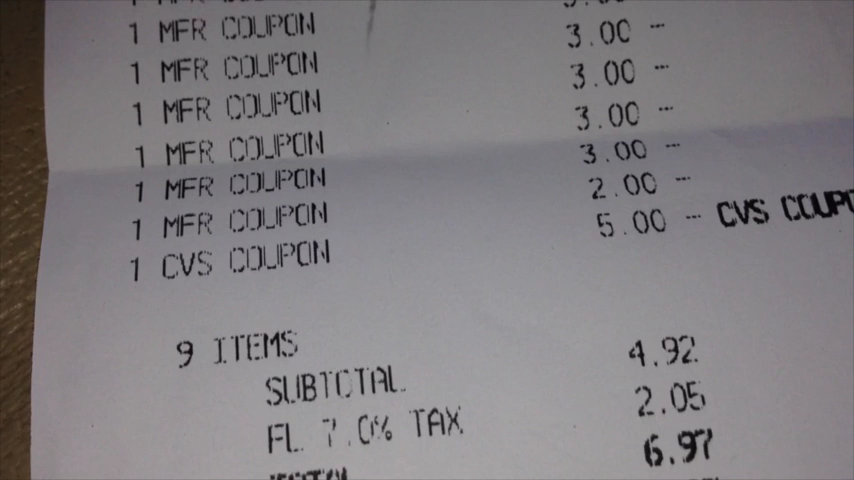 1 MFR COUPON
1 MFR COUPON 3.00 -
1 MFR COUPON 3.00 -
1 MFR COUPON 3.00 -
1 MFR COUPON 3.00 -
1 MFR COUPON 2.00 -
1 CVS COUPON 5.00 - CVS COUPO
9 ITEMS
SUBTOTAL 4.92
FL 7.0% TAX 2.05
TOTAL 6.97